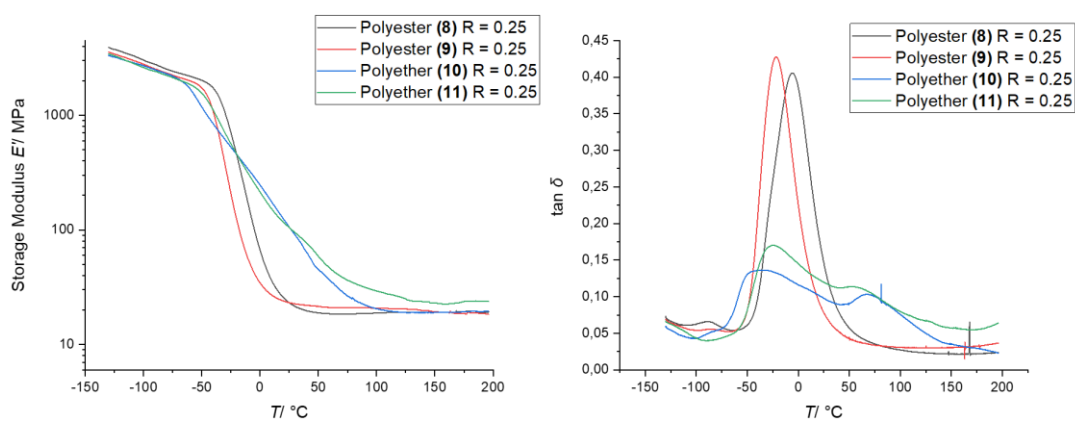 Polyester (8) R = 0.25
Polyester (9) R = 0.25
Polyether (10) R = 0.25
Polyether (11) R = 0.25
Storage Modulus E'/ MPa
1000
100
10
-150 -100 -50 0 50 100 150 200
T/ °C
Polyester (8) R = 0.25
Polyester (9) R = 0.25
Polyether (10) R = 0.25
Polyether (11) R = 0.25
tan δ
0,45
0,40
0,35
0,30
0,25
0,20
0,15
0,10
0,05
0,00
-150 -100 -50 0 50 100 150 200
T/ °C